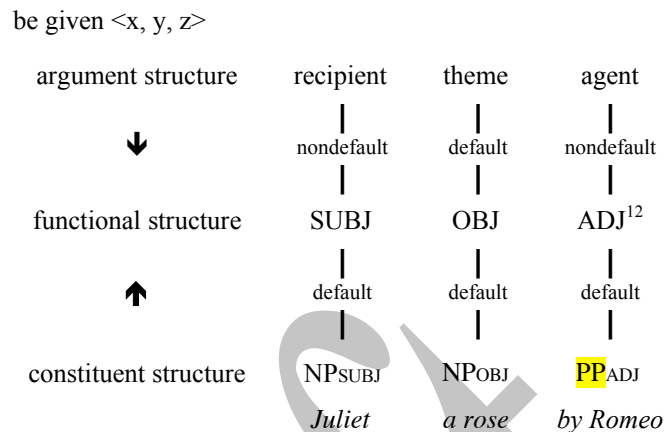 be given <x, y, z>
argument structure recipient theme agent
nondefault default nondefault
functional structure SUBJ OBJ ADJ12
default default default
constituent structure NPSUBJ NPOBJ PPADJ
Juliet a rose by Romeo